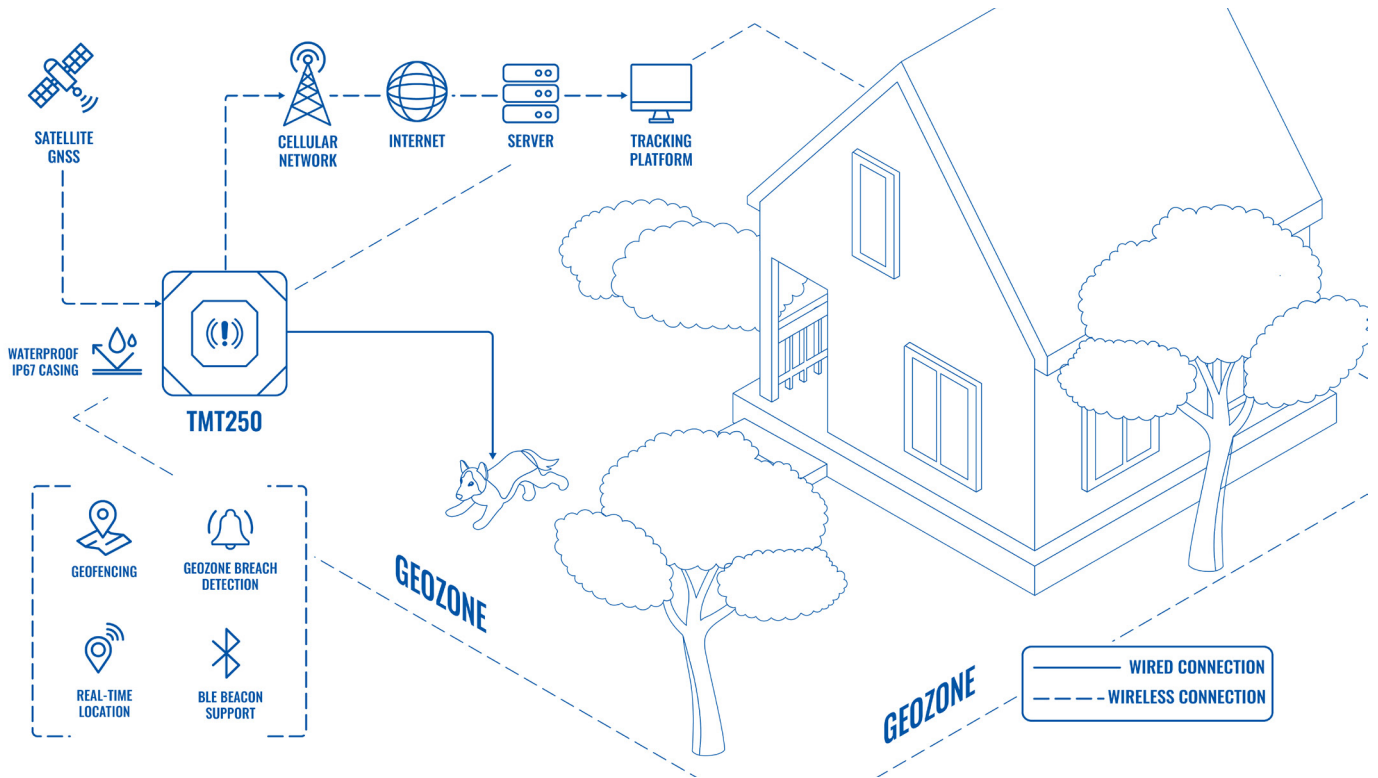 SATELLITE
GNSS
CELLULAR
NETWORK
INTERNET
SERVER
TRACKING
PLATFORM
WATERPROOF
IP67 CASING
TMT250
GEOFENCING
GEOZONE BREACH
DETECTION
REAL-TIME
LOCATION
BLE BEACON
SUPPORT
GEOZONE
GEOZONE
WIRED CONNECTION
WIRELESS CONNECTION